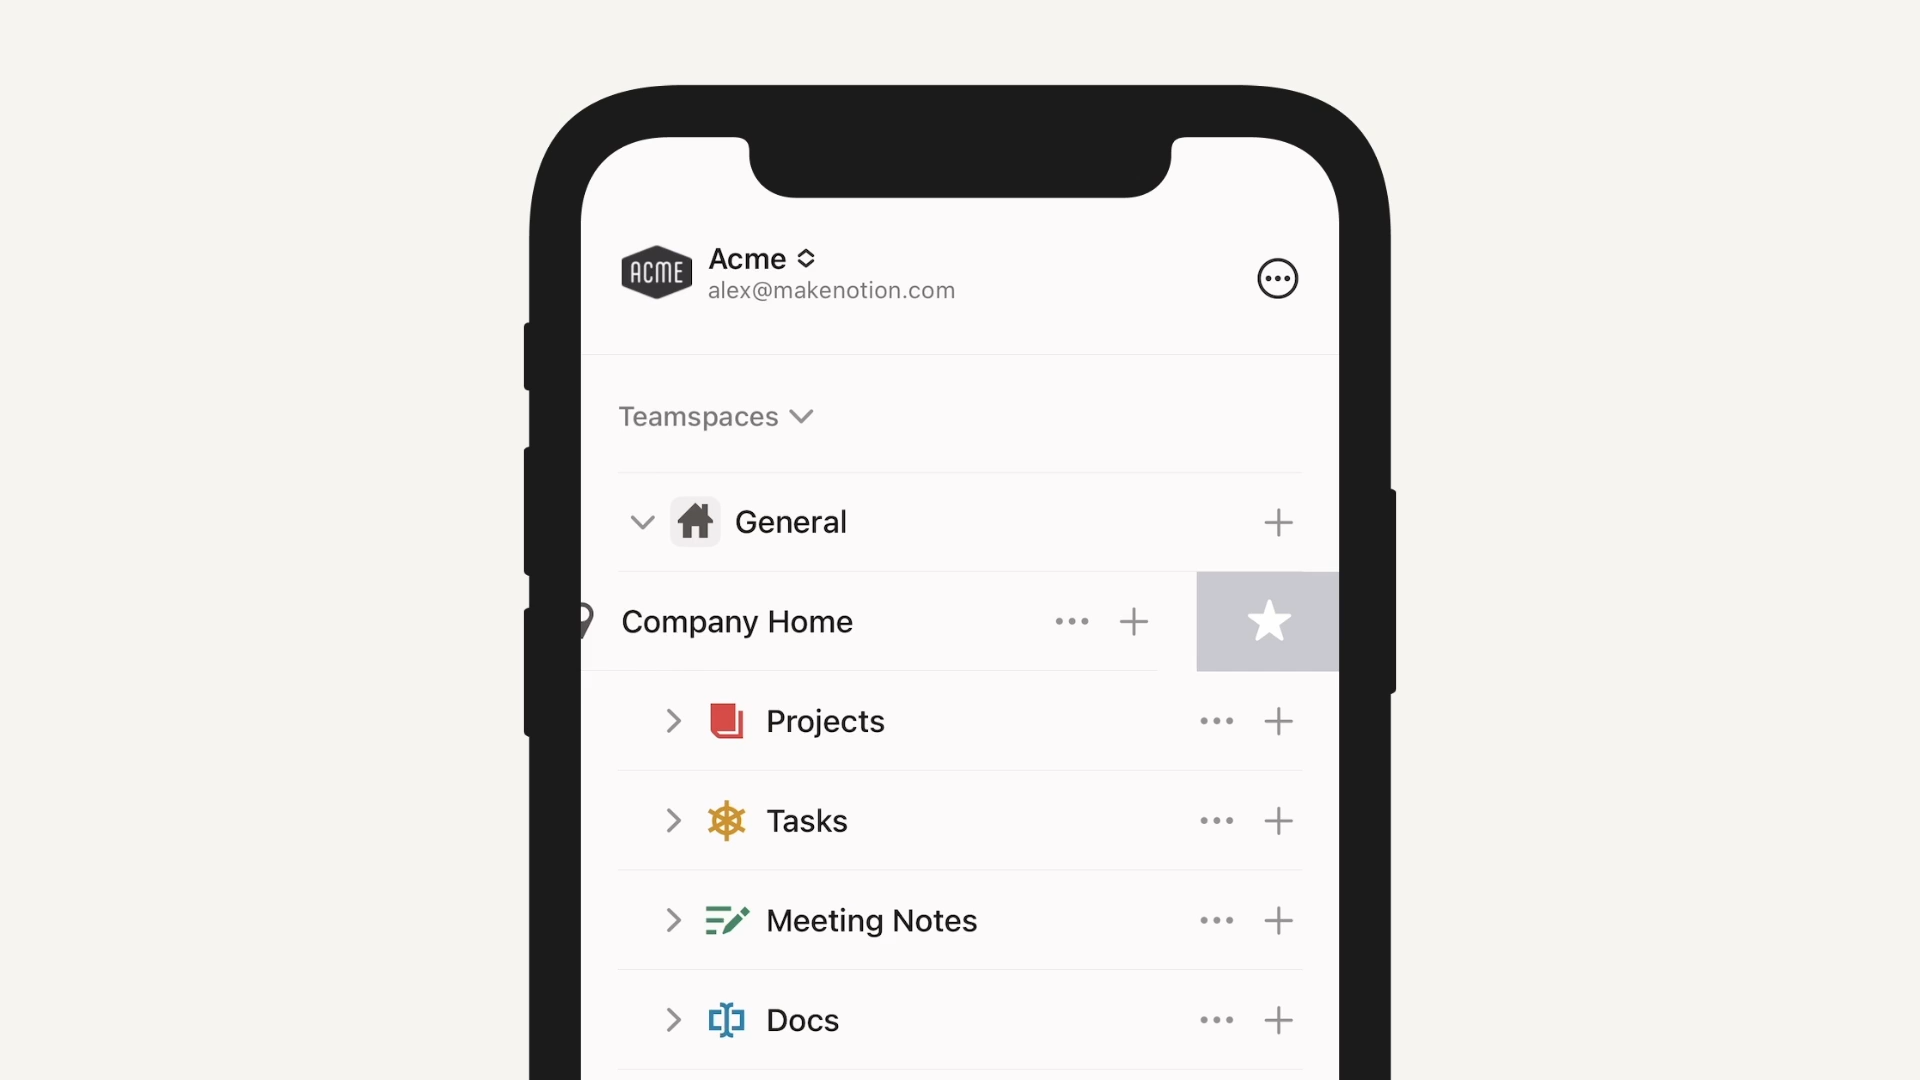 ACME
Acme
alex@makenotion.com
Teamspaces
General
Company Home
Projects
Tasks
Meeting Notes
Docs